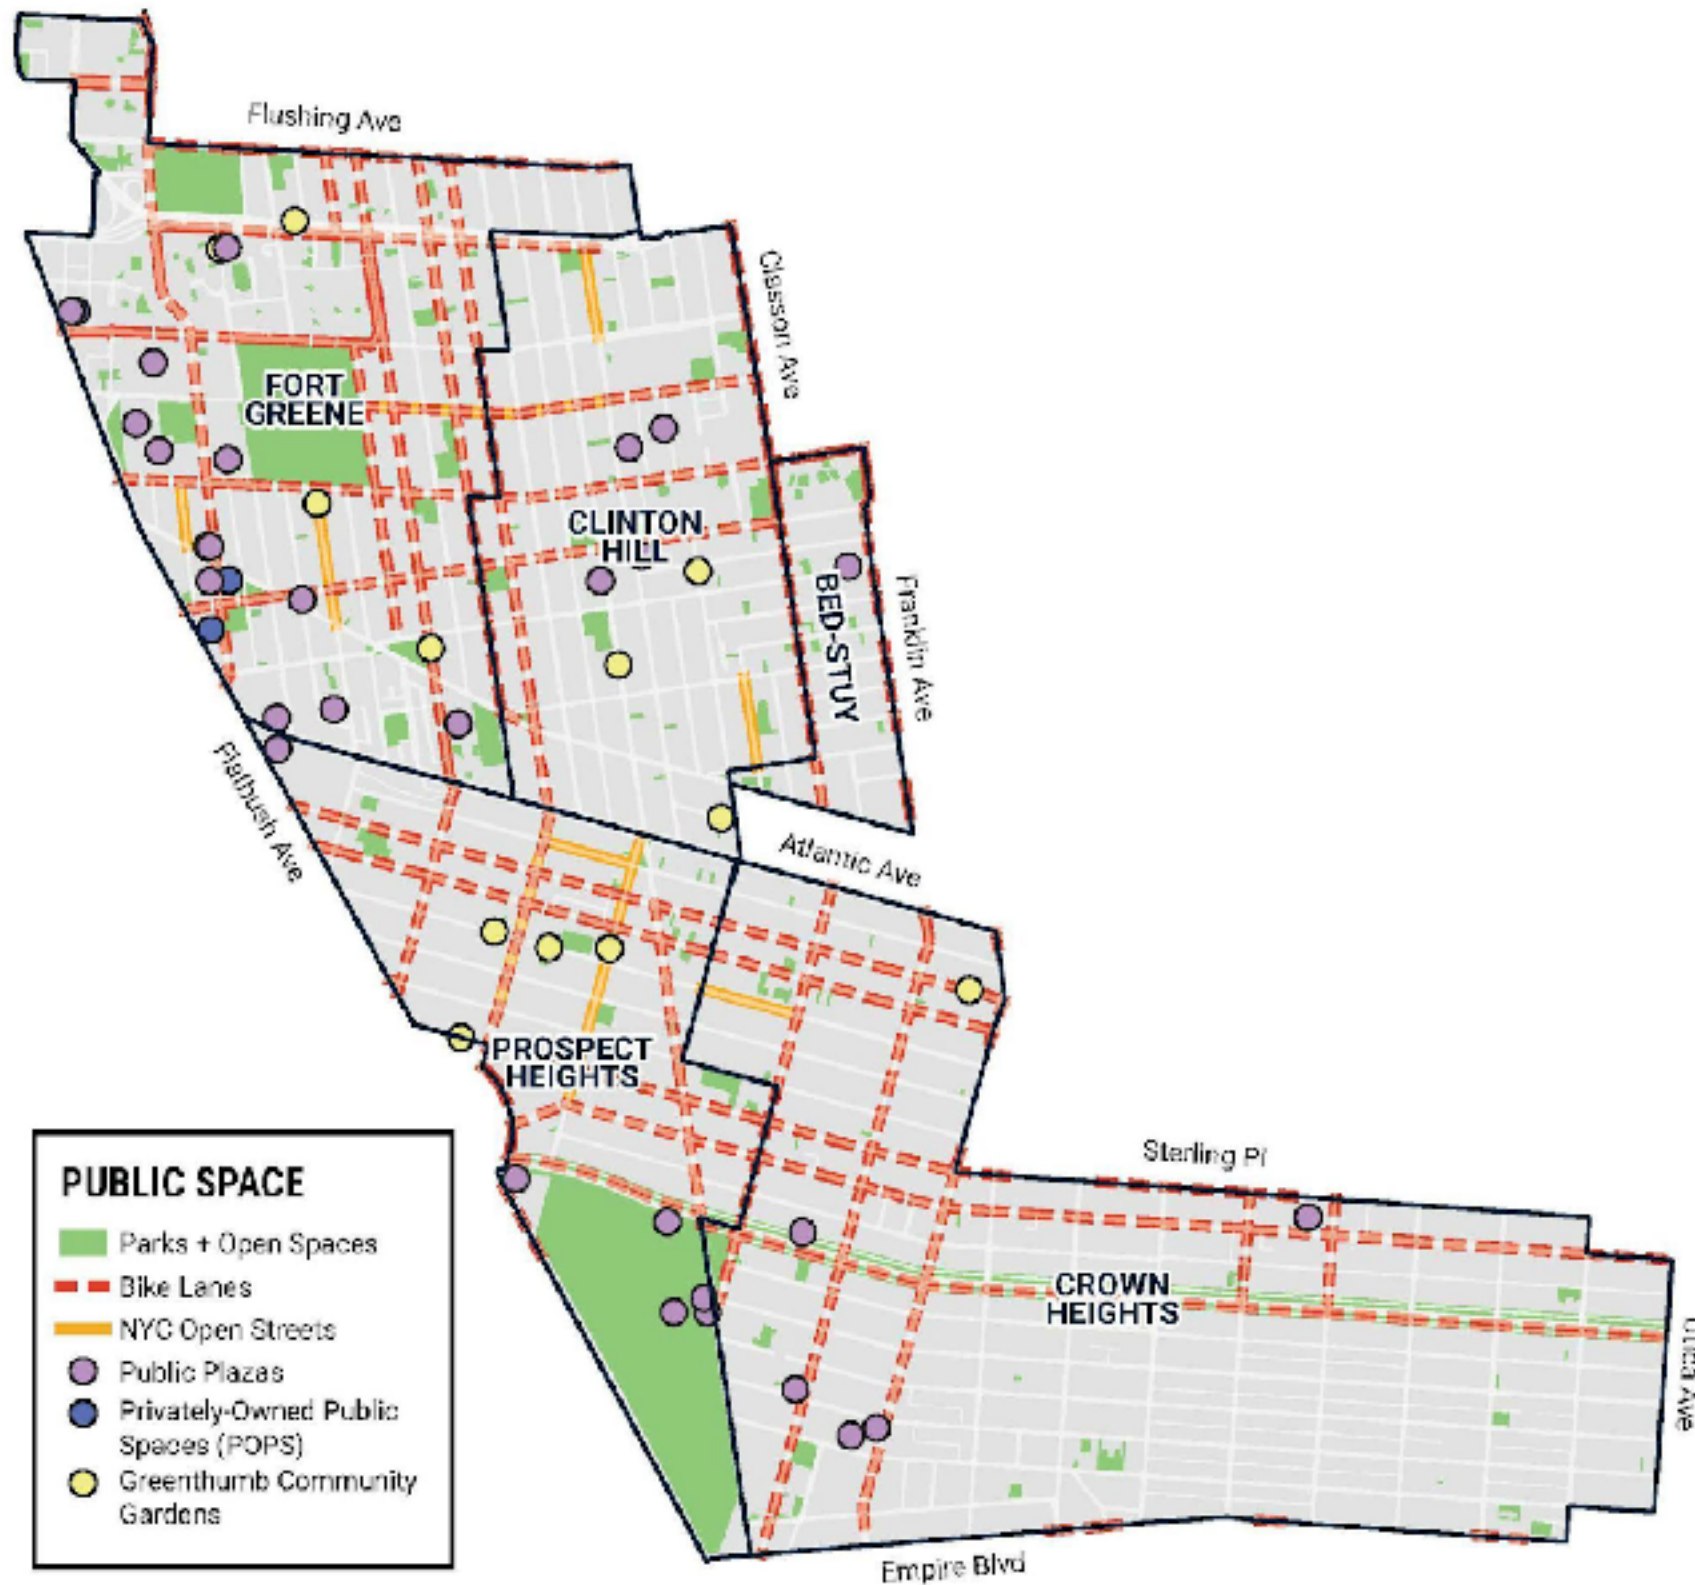 Flushing Ave
Classon Ave
FORT
GREENE
CLINTON
HILL
BED-STUY
Franklin Ave
Flatbush Ave
Atlantic Ave
PROSPECT
HEIGHTS
Sterling Pl
CROWN
HEIGHTS
Utica Ave
Empire Blvd
PUBLIC SPACE
Parks + Open Spaces
Bike Lanes
NYC Open Streets
Public Plazas
Privately-Owned Public
Spaces (POPS)
Greenthumb Community
Gardens